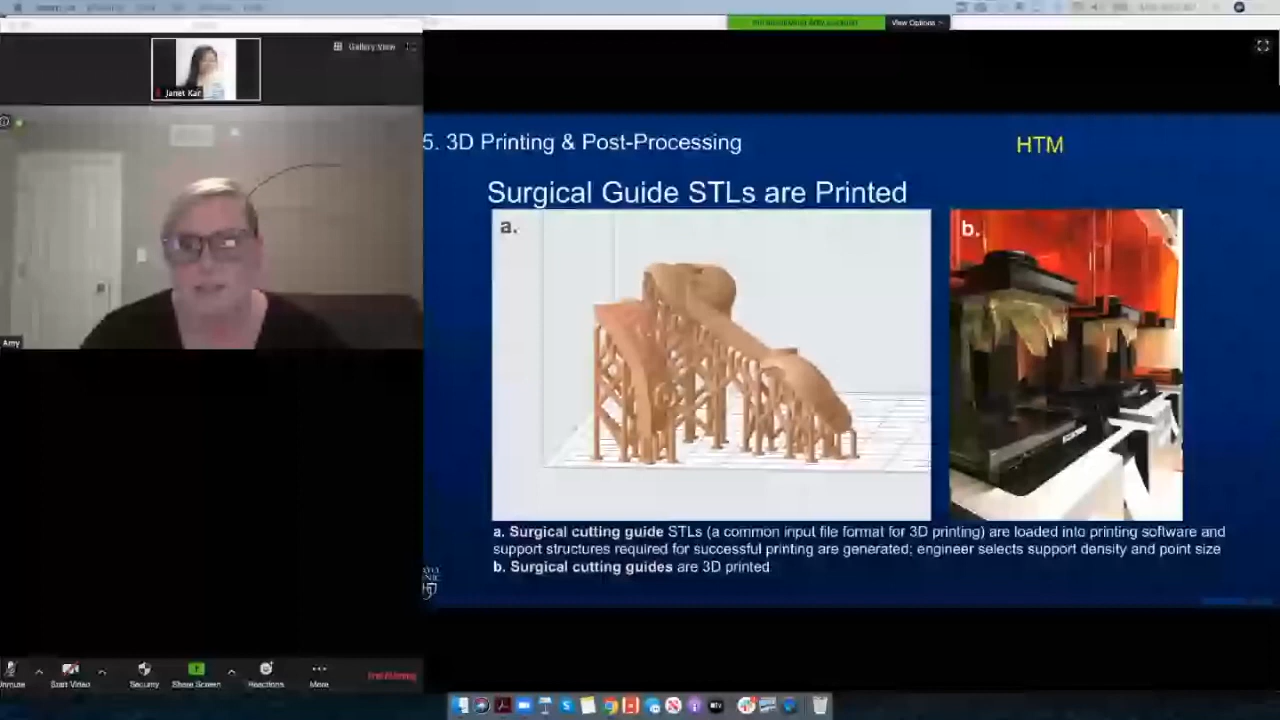 View Options
Gallery View
Janet Kar
5. 3D Printing & Post-Processing
HTM
Surgical Guide STLs are Printed
a.
b.
Amy
a. Surgical cutting guide STLs (a common input file format for 3D printing) are loaded into printing software and
support structures required for successful printing are generated; engineer selects support density and point size
b. Surgical cutting guides are 3D printed
Start Video
Security
Share Screen
Reactions
More